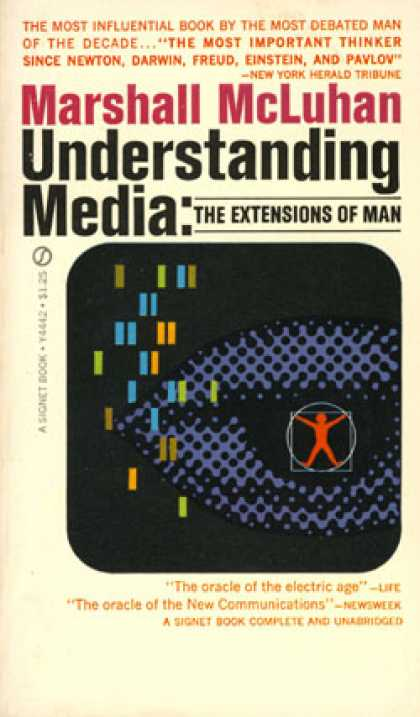 THE MOST INFLUENTIAL BOOK BY THE MOST DEBATED MAN
OF THE DECADE..."THE MOST IMPORTANT THINKER
SINCE NEWTON, DARWIN, FREUD, EINSTEIN, AND PAVLOV"
—NEW YORK HERALD TRIBUNE
Marshall McLuhan
Understanding
Media: THE EXTENSIONS OF MAN
A SIGNET BOOK • Y4442 • $1.25
"The oracle of the electric age"—LIFE
"The oracle of the New Communications"—NEWSWEEK
A SIGNET BOOK COMPLETE AND UNABRIDGED